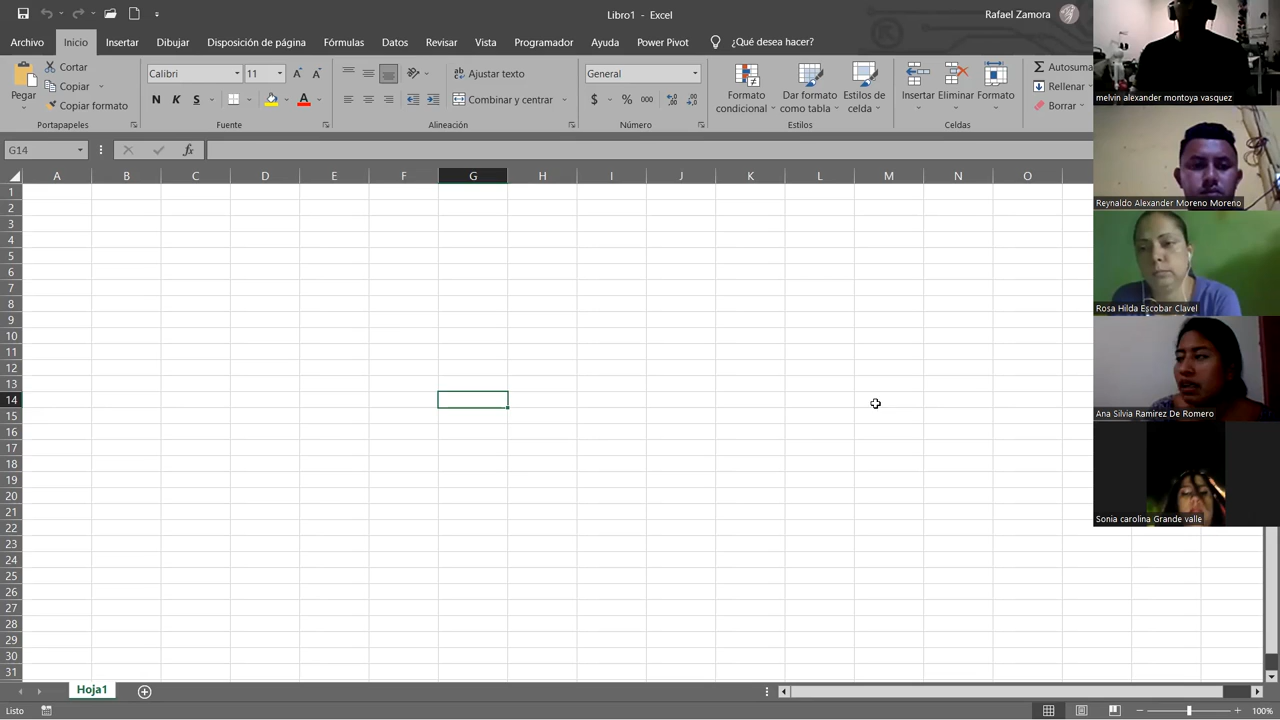 Libro1 - Excel
Rafael Zamora
Archivo Inicio Insertar Dibujar Disposición de página Fórmulas Datos Revisar Vista Programador Ayuda Power Pivot ¿Qué desea hacer?
Pegar
Cortar
Copiar
Copiar formato
Portapapeles
Calibri 11
N K S
Fuente
Ajustar texto
Combinar y centrar
Alineación
General
$ % 000
Número
Formato condicional
Dar formato como tabla
Estilos de celda
Estilos
Insertar Eliminar Formato
Celdas
Autosuma
Rellenar
Borrar
G14 fx
A B C D E F G H I J K L M N O
1
2
3
4
5
6
7
8
9
10
11
12
13
14
15
16
17
18
19
20
21
22
23
24
25
26
27
28
29
30
31
melvin alexander montoya vasquez
Reynaldo Alexander Moreno Moreno
Rosa Hilda Escobar Clavel
Ana Silvia Ramirez De Romero
Sonia carolina Grande valle
Hoja1
Listo
100%